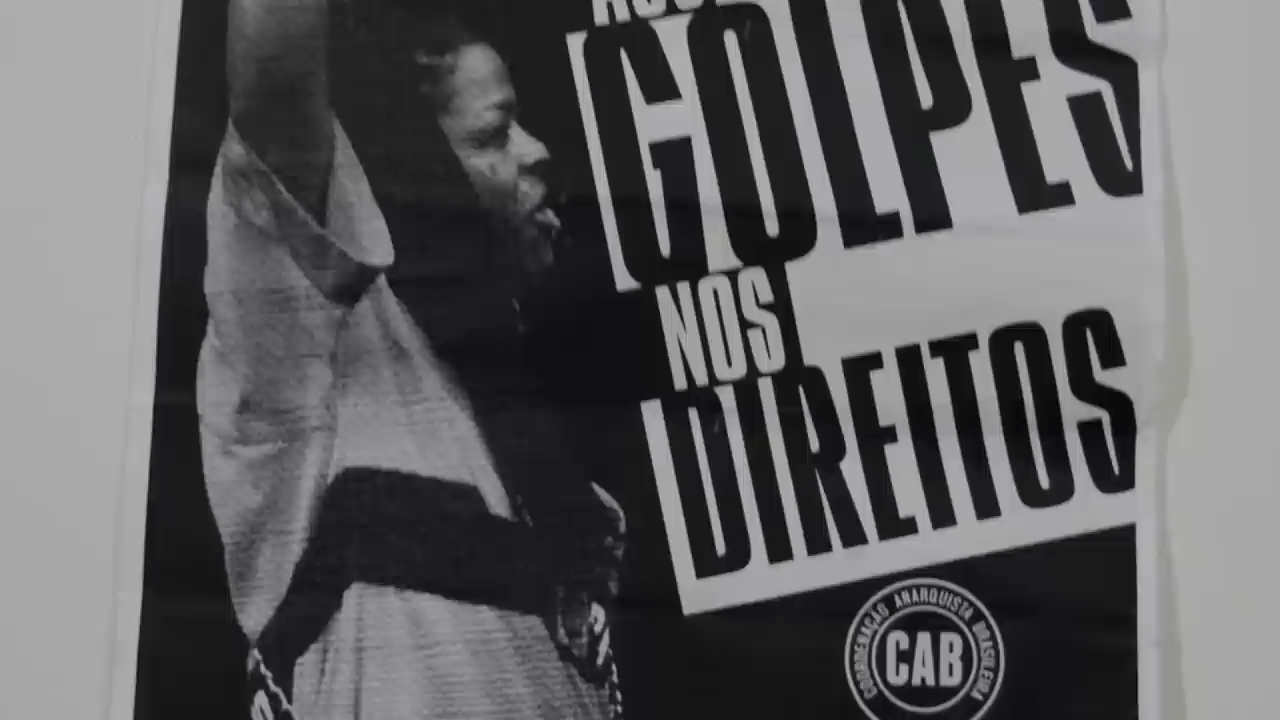 GOLPES
NOS
DIREITOS
COORDENAÇÃO ANARQUISTA BRASILEIRA
CAB